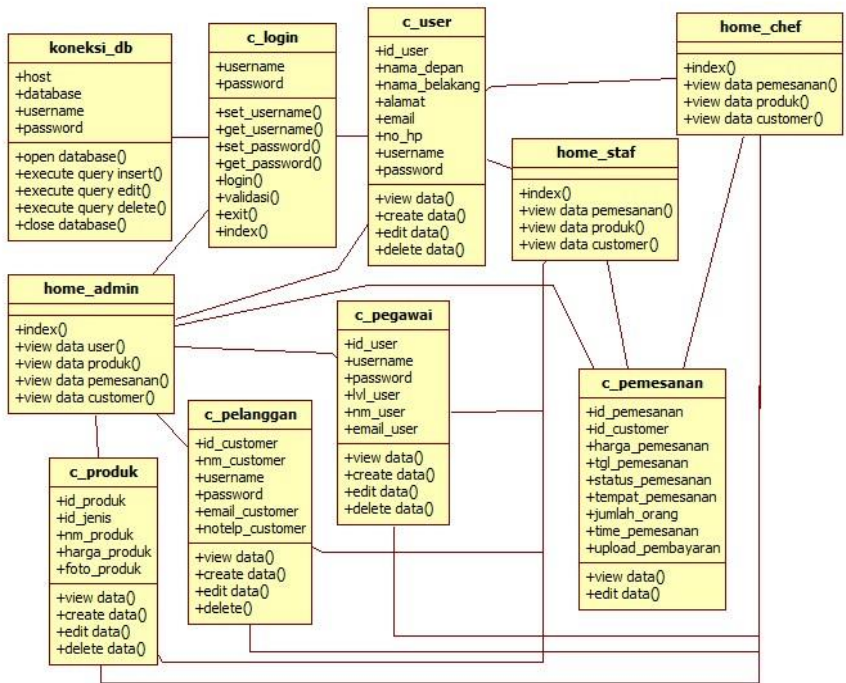 koneksi_db
+host
+database
+username
+password
+open database()
+execute query insert()
+execute query edit()
+execute query delete()
+close database()
c_login
+username
+password
+set_username()
+get_username()
+set_password()
+get_password()
+login()
+validasi()
+exit()
+index()
c_user
+id_user
+nama_depan
+nama_belakang
+alamat
+email
+no_hp
+username
+password
+view data()
+create data()
+edit data()
+delete data()
home_chef
+index()
+view data pemesanan()
+view data produk()
+view data customer()
home_staf
+index()
+view data pemesanan()
+view data produk()
+view data customer()
home_admin
+index()
+view data user()
+view data produk()
+view data pemesanan()
+view data customer()
c_pegawai
+id_user
+username
+password
+lvl_user
+nm_user
+email_user
+view data()
+create data()
+edit data()
+delete data()
c_pemesanan
+id_pemesanan
+id_customer
+harga_pemesanan
+tgl_pemesanan
+status_pemesanan
+tempat_pemesanan
+jumlah_orang
+time_pemesanan
+upload_pembayaran
+view data()
+edit data()
c_pelanggan
+id_customer
+nm_customer
+username
+password
+email_customer
+notelp_customer
+view data()
+create data()
+edit data()
+delete()
c_produk
+id_produk
+id_jenis
+nm_produk
+harga_produk
+foto_produk
+view data()
+create data()
+edit data()
+delete data()